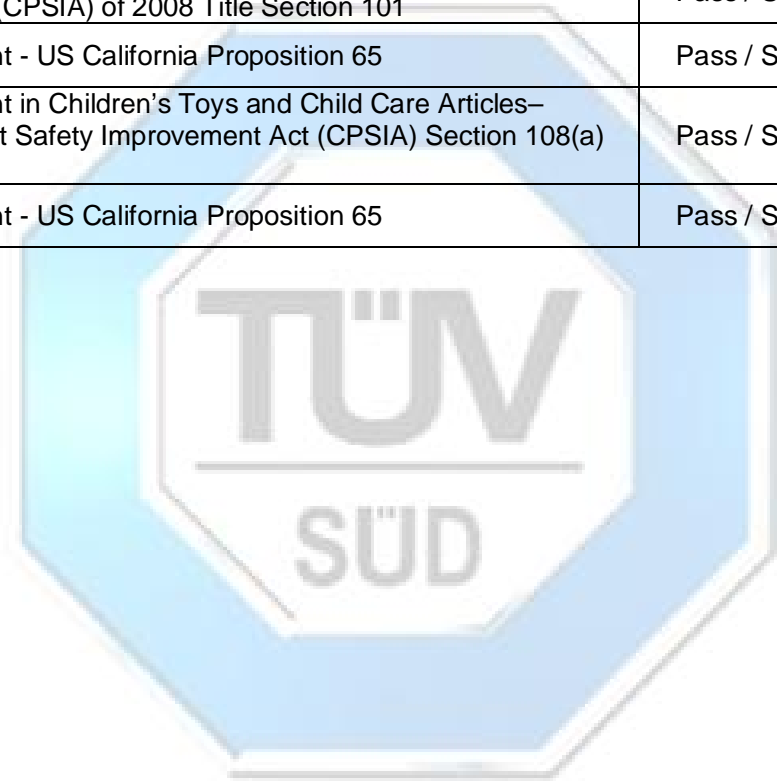 (CPSIA) of 2008 Title Section 101
nt - US California Proposition 65 Pass / S
nt in Children’s Toys and Child Care Articles–
t Safety Improvement Act (CPSIA) Section 108(a) Pass / S
nt - US California Proposition 65 Pass / S
TÜV
SÜD